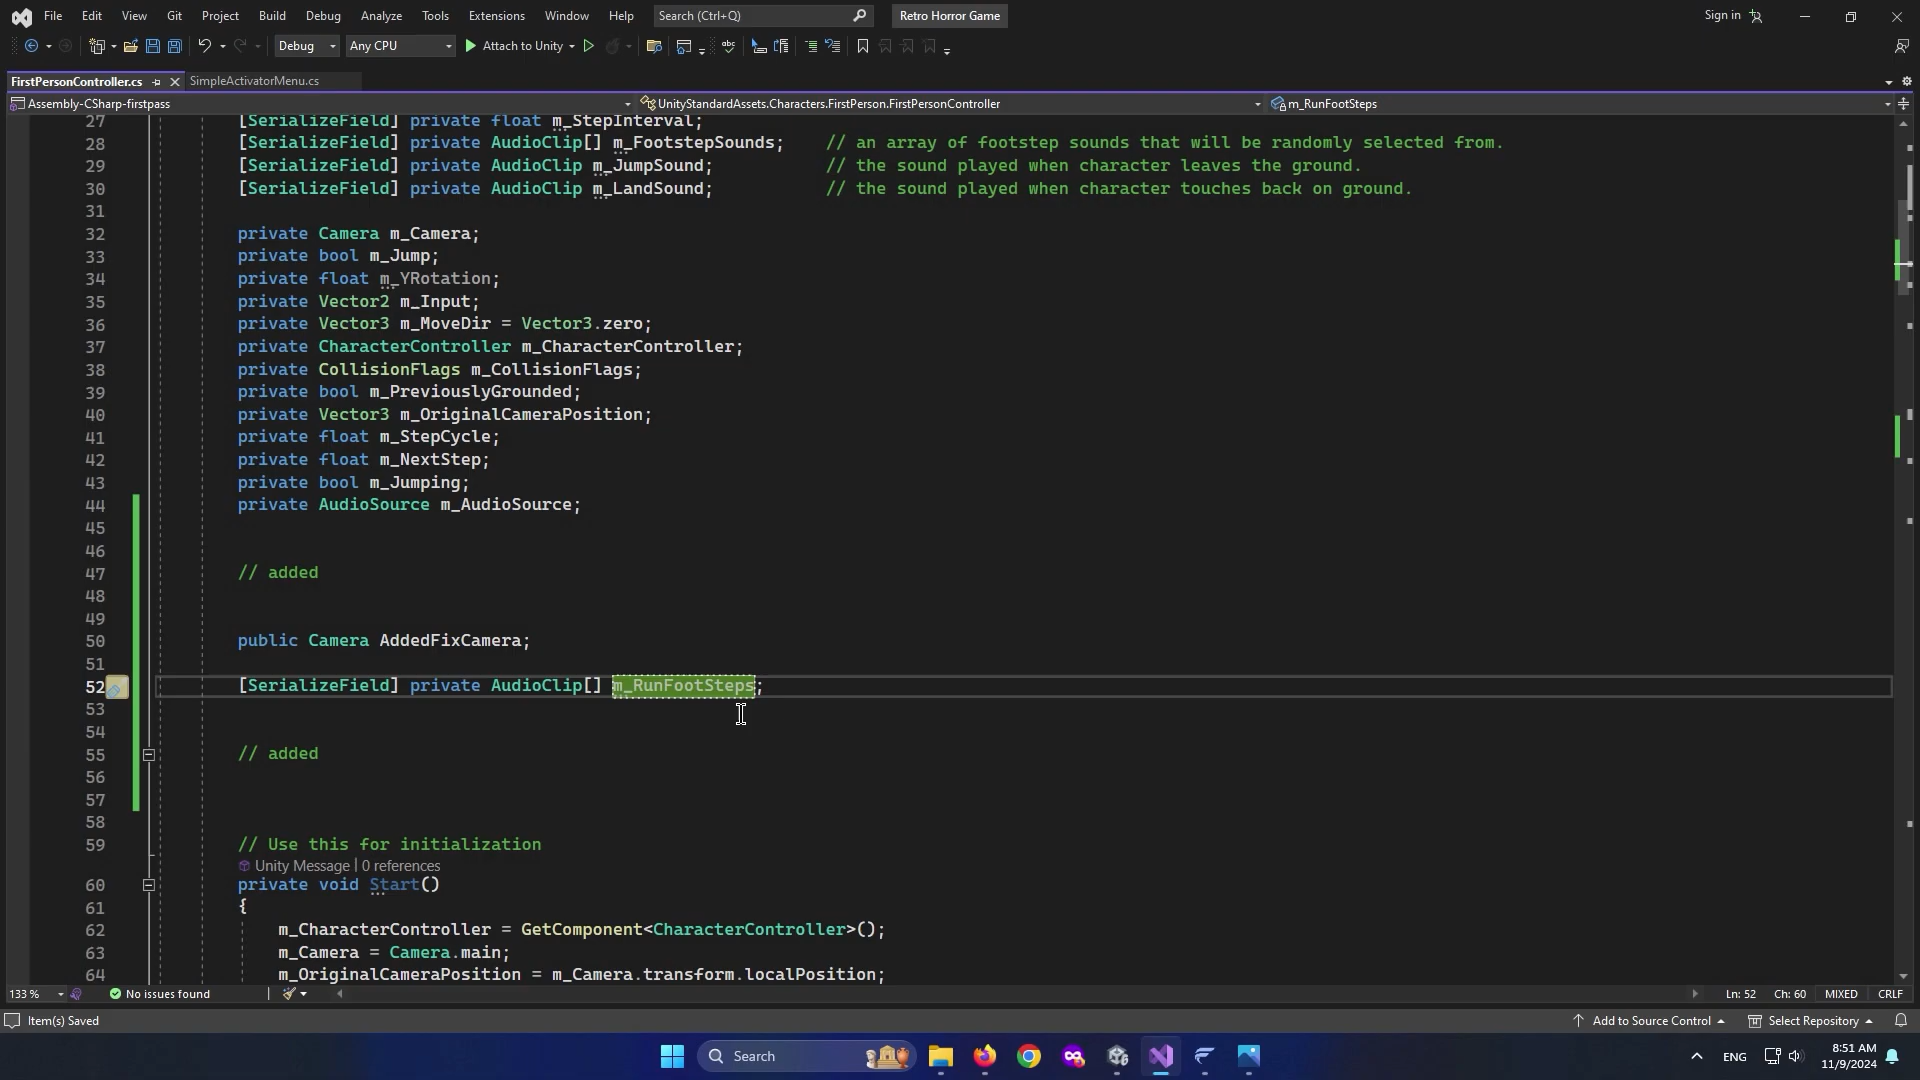 File Edit View Git Project Build Debug Analyze Tools Extensions Window Help Search (Ctrl+Q) Retro Horror Game Sign in
Debug Any CPU Attach to Unity
FirstPersonController.cs SimpleActivatorMenu.cs
Assembly-CSharp-firstpass UnityStandardAssets.Characters.FirstPerson.FirstPersonController m_RunFootSteps
27 [SerializeField] private float m_StepInterval;
28 [SerializeField] private AudioClip[] m_FootstepSounds; // an array of footstep sounds that will be randomly selected from.
29 [SerializeField] private AudioClip m_JumpSound; // the sound played when character leaves the ground.
30 [SerializeField] private AudioClip m_LandSound; // the sound played when character touches back on ground.
31
32 private Camera m_Camera;
33 private bool m_Jump;
34 private float m_YRotation;
35 private Vector2 m_Input;
36 private Vector3 m_MoveDir = Vector3.zero;
37 private CharacterController m_CharacterController;
38 private CollisionFlags m_CollisionFlags;
39 private bool m_PreviouslyGrounded;
40 private Vector3 m_OriginalCameraPosition;
41 private float m_StepCycle;
42 private float m_NextStep;
43 private bool m_Jumping;
44 private AudioSource m_AudioSource;
45
46
47 // added
48
49
50 public Camera AddedFixCamera;
51
52 [SerializeField] private AudioClip[] m_RunFootSteps;
53
54
55 // added
56
57
58
59 // Use this for initialization
Unity Message | 0 references
60 private void Start()
61 {
62 m_CharacterController = GetComponent<CharacterController>();
63 m_Camera = Camera.main;
64 m_OriginalCameraPosition = m_Camera.transform.localPosition;
133 % No issues found Ln: 52 Ch: 60 MIXED CRLF
Item(s) Saved Add to Source Control Select Repository
Search ENG 8:51 AM
11/9/2024